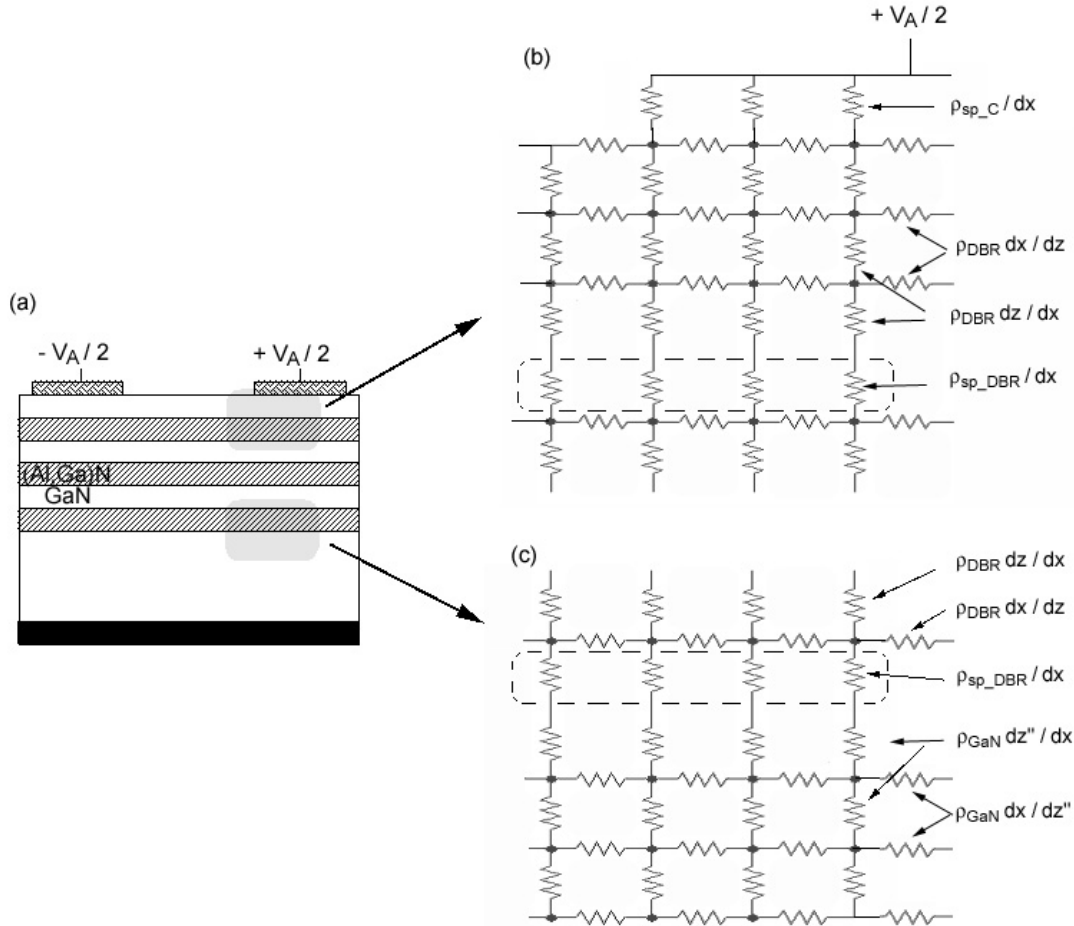 (a)
- V_A / 2
+ V_A / 2
(Al,Ga)N
GaN
(b)
+ V_A / 2
ρ_sp_C / dx
ρ_DBR dx / dz
ρ_DBR dz / dx
ρ_sp_DBR / dx
(c)
ρ_DBR dz / dx
ρ_DBR dx / dz
ρ_sp_DBR / dx
ρ_GaN dz" / dx
ρ_GaN dx / dz"